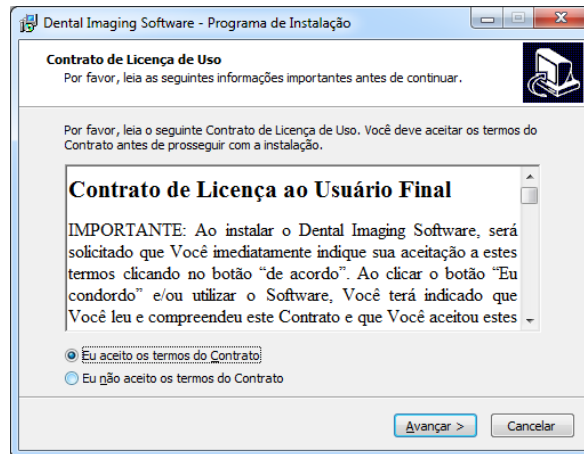 Dental Imaging Software - Programa de Instalação
Contrato de Licença de Uso
Por favor, leia as seguintes informações importantes antes de continuar.
Por favor, leia o seguinte Contrato de Licença de Uso. Você deve aceitar os termos do
Contrato antes de prosseguir com a instalação.
Contrato de Licença ao Usuário Final
IMPORTANTE: Ao instalar o Dental Imaging Software, será
solicitado que Você imediatamente indique sua aceitação a estes
termos clicando no botão “de acordo”. Ao clicar o botão “Eu
condordo” e/ou utilizar o Software, Você terá indicado que
Você leu e compreendeu este Contrato e que Você aceitou estes
Eu aceito os termos do Contrato
Eu não aceito os termos do Contrato
Avançar >
Cancelar